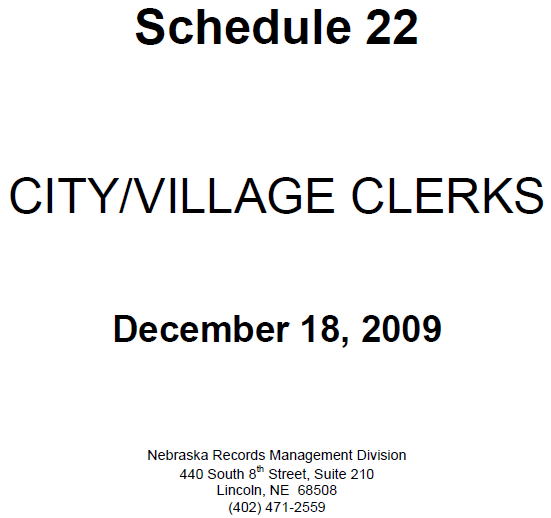 Schedule 22
CITY/VILLAGE CLERKS
December 18, 2009
Nebraska Records Management Division
440 South 8th Street, Suite 210
Lincoln, NE  68508
(402) 471-2559